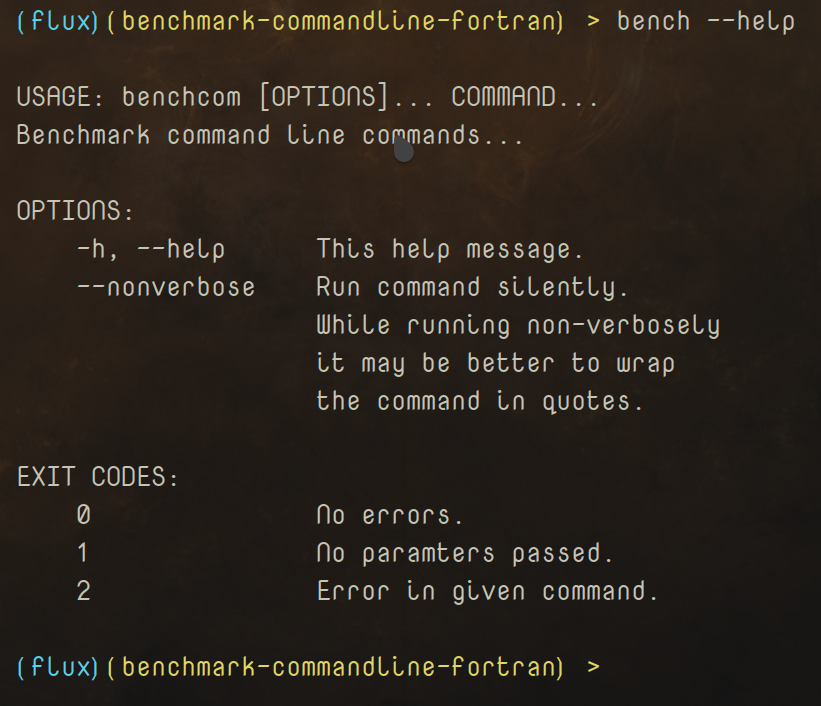 (flux)(benchmark-commandline-fortran) > bench --help
USAGE: benchcom [OPTIONS]... COMMAND...
Benchmark command line commands...
OPTIONS:
-h, --help This help message.
--nonverbose Run command silently.
While running non-verbosely
it may be better to wrap
the command in quotes.
EXIT CODES:
0 No errors.
1 No paramters passed.
2 Error in given command.
(flux)(benchmark-commandline-fortran) >